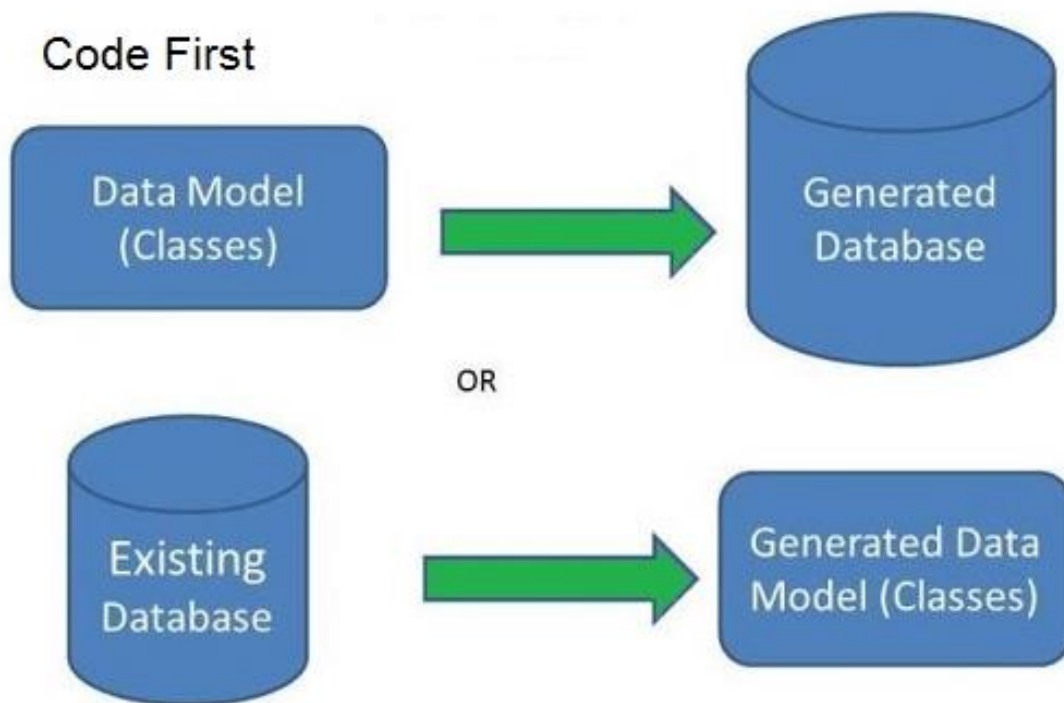 Code First
Data Model
(Classes)
Generated
Database
OR
Existing
Database
Generated Data
Model (Classes)